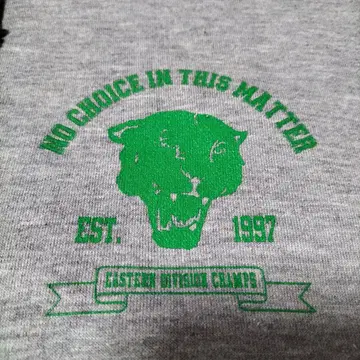 NO CHOICE IN THIS MATTER
EST. 1997
EASTERN DIVISION CHAMPS